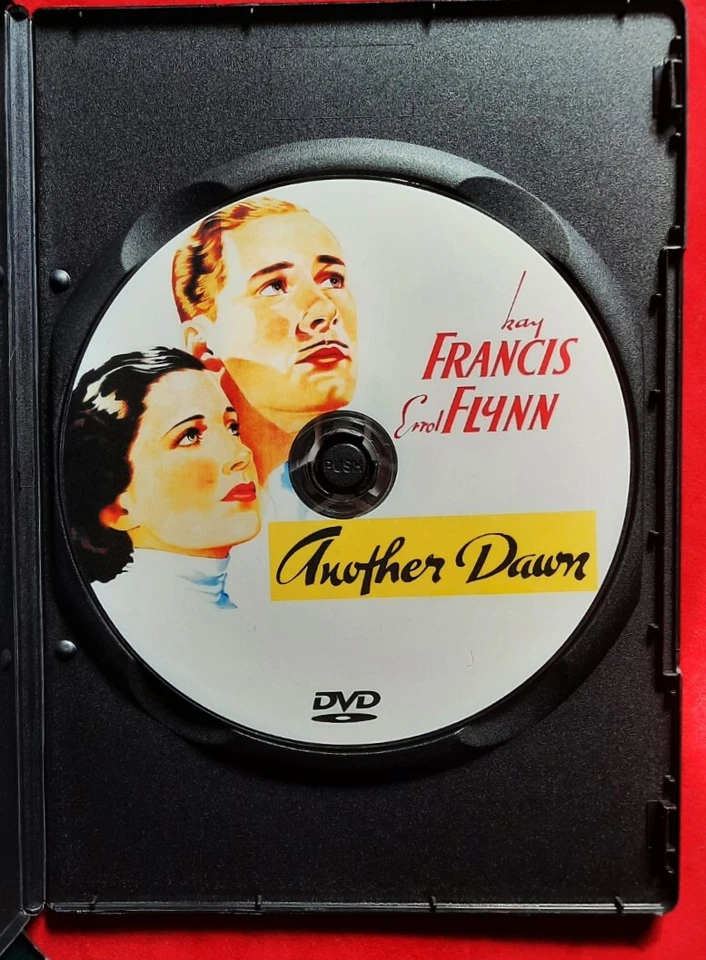 Kay
FRANCIS
Errol FLYNN
PUSH
Another Dawn
DVD